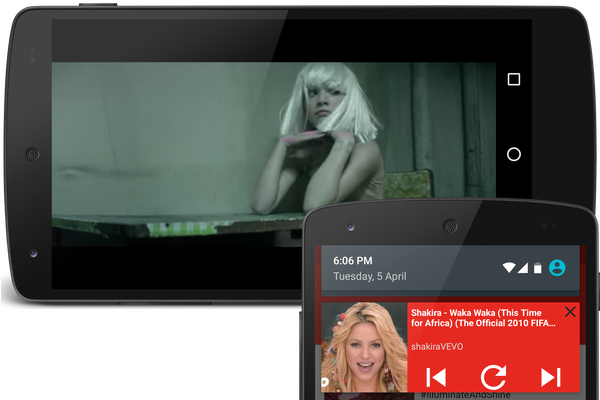 6:06 PM
Tuesday, 5 April
Shakira - Waka Waka (This Time
for Africa) (The Official 2010 FIFA...
shakiraVEVO
#IlluminateAndShine